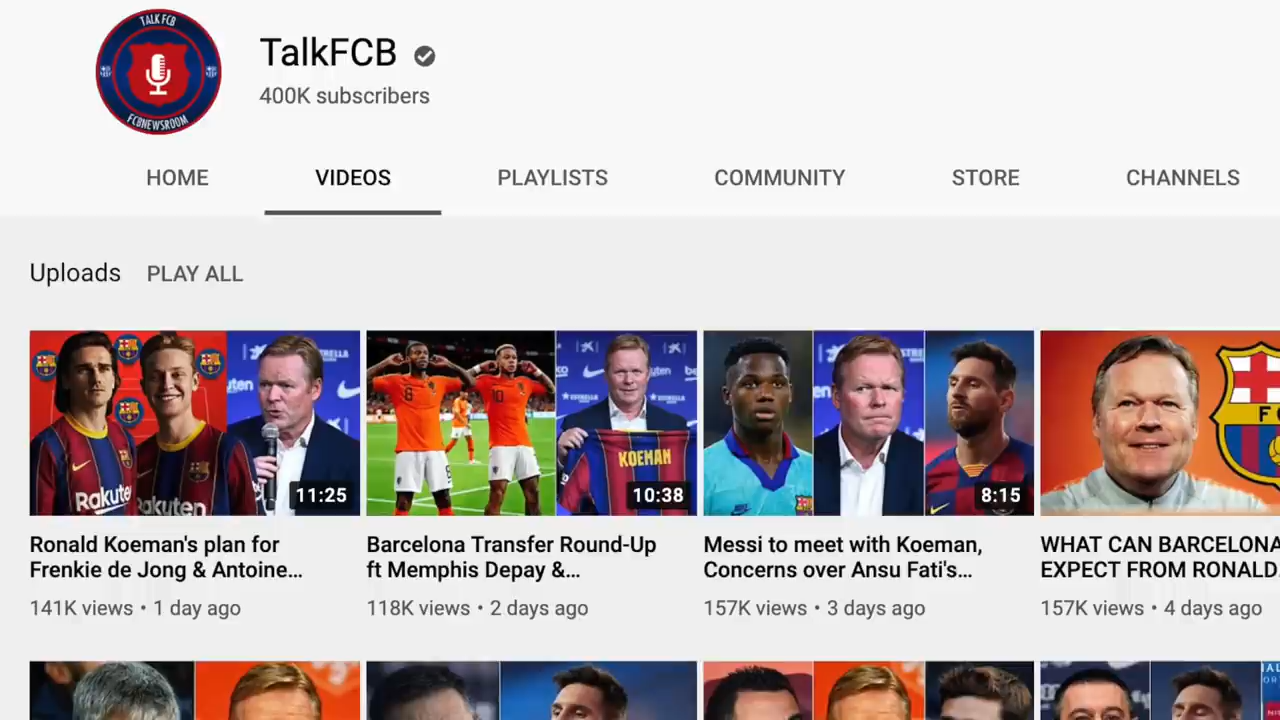 TALK FCB
FCBNEWSROOM
TalkFCB
400K subscribers
HOME
VIDEOS
PLAYLISTS
COMMUNITY
STORE
CHANNELS
Uploads
PLAY ALL
Rakuten
11:25
8
10
KOEMAN
10:38
8:15
Ronald Koeman's plan for
Frenkie de Jong & Antoine...
141K views • 1 day ago
Barcelona Transfer Round-Up
ft Memphis Depay &...
118K views • 2 days ago
Messi to meet with Koeman,
Concerns over Ansu Fati's...
157K views • 3 days ago
WHAT CAN BARCELONA
EXPECT FROM RONALD
157K views • 4 days ago